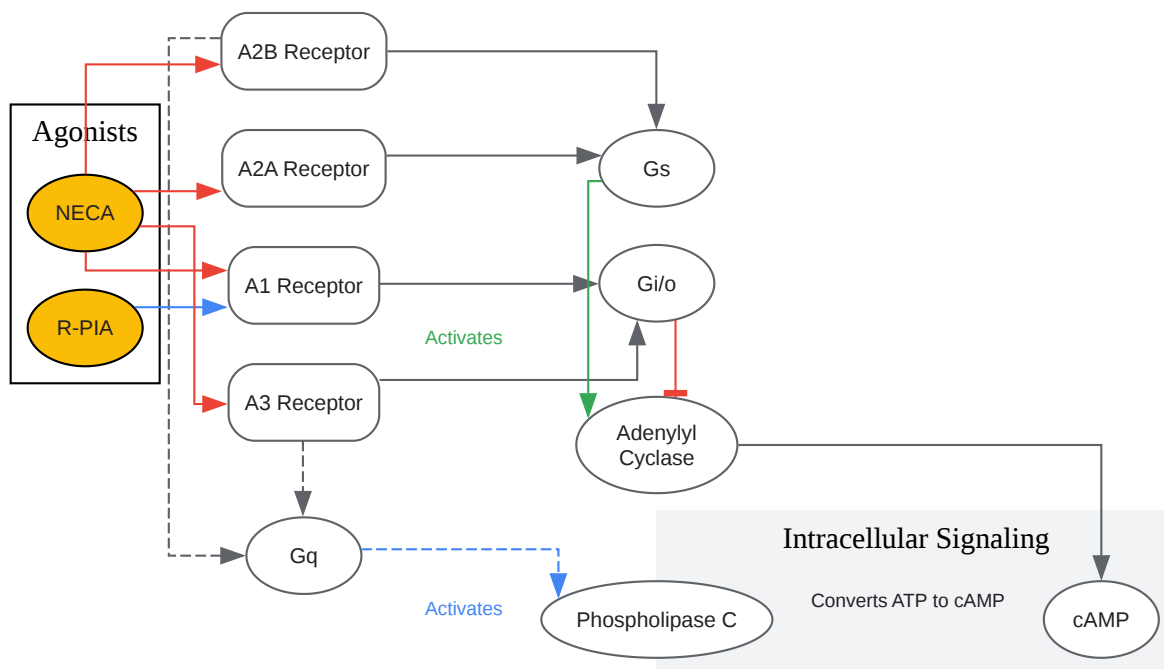 A2B Receptor
Agonists
A2A Receptor
Gs
NECA
A1 Receptor
Gi/o
R-PIA
Activates
A3 Receptor
Adenylyl
Cyclase
Intracellular Signaling
Gq
Activates
Phospholipase C
Converts ATP to cAMP
cAMP